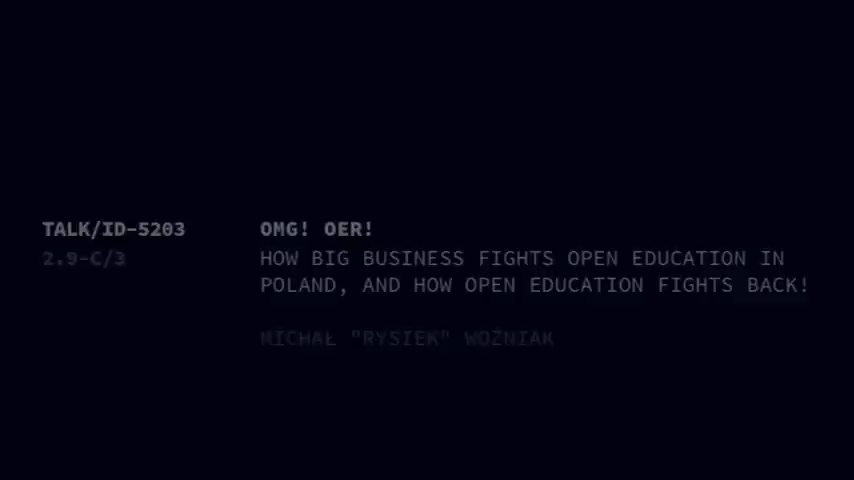 TALK/ID-5203
2.9-C/3
OMG! OER!
HOW BIG BUSINESS FIGHTS OPEN EDUCATION IN
POLAND, AND HOW OPEN EDUCATION FIGHTS BACK!
MICHAŁ "RYSIEK" WOŹNIAK